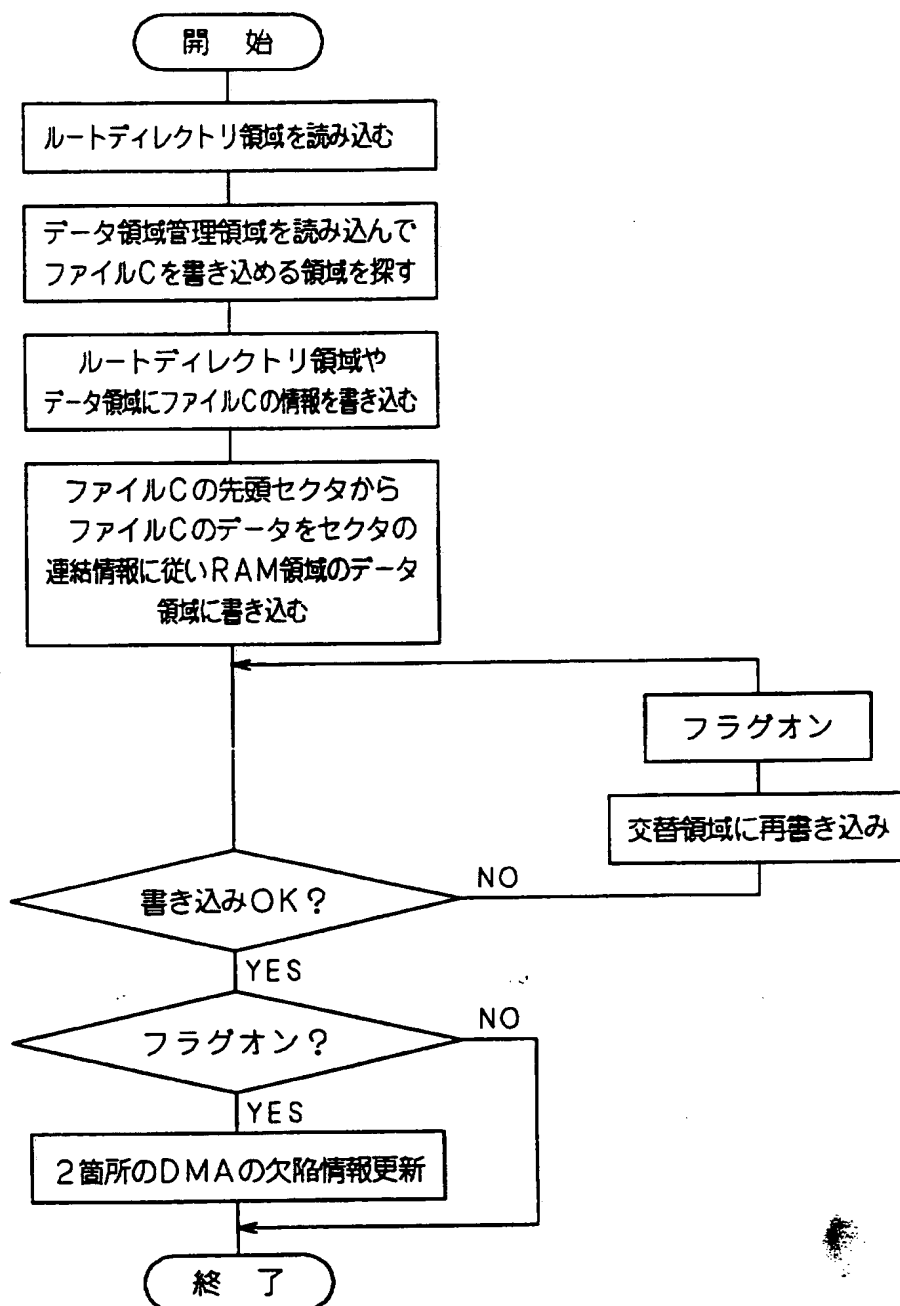 開 始
ルートディレクトリ領域を読み込む
データ領域管理領域を読み込んで
ファイルCを書き込める領域を探す
ルートディレクトリ領域や
データ領域にファイルCの情報を書き込む
ファイルCの先頭セクタから
ファイルCのデータをセクタの
連結情報に従いRAM領域のデータ
領域に書き込む
フラグオン
交替領域に再書き込み
書き込みOK?
NO
YES
フラグオン?
NO
YES
2箇所のDMAの欠陥情報更新
終 了